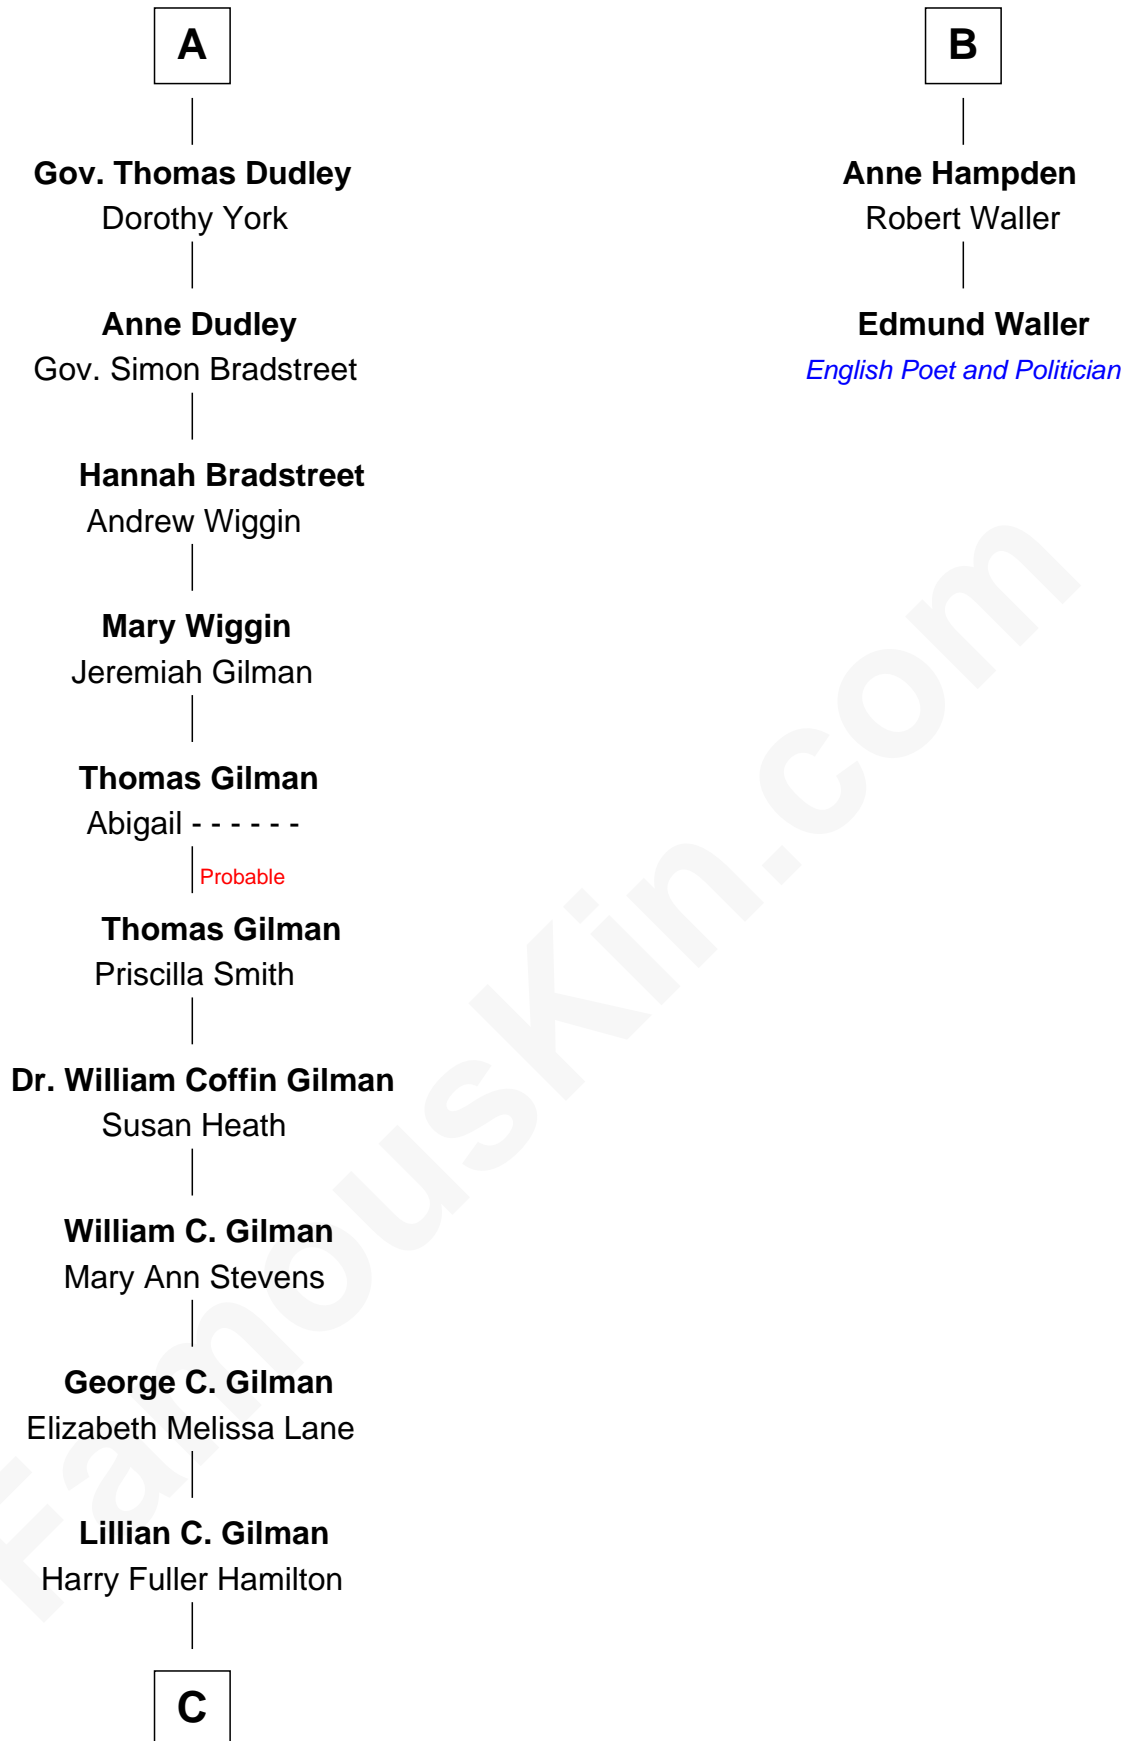 A
Gov. Thomas Dudley
Dorothy York
Anne Dudley
Gov. Simon Bradstreet
Hannah Bradstreet
Andrew Wiggin
Mary Wiggin
Jeremiah Gilman
Thomas Gilman
Abigail - - - - - -
Probable
Thomas Gilman
Priscilla Smith
Dr. William Coffin Gilman
Susan Heath
William C. Gilman
Mary Ann Stevens
George C. Gilman
Elizabeth Melissa Lane
Lillian C. Gilman
Harry Fuller Hamilton
C
B
Anne Hampden
Robert Waller
Edmund Waller
English Poet and Politician
FamousKin.com